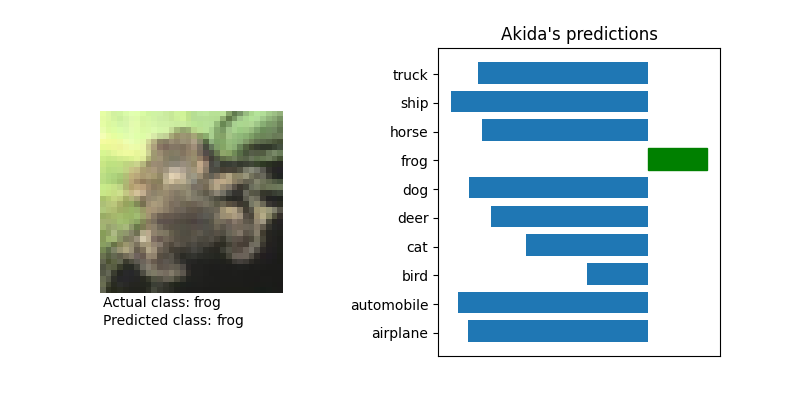 Akida's predictions
truck
ship
horse
frog
dog
deer
cat
bird
automobile
airplane
Actual class: frog
Predicted class: frog